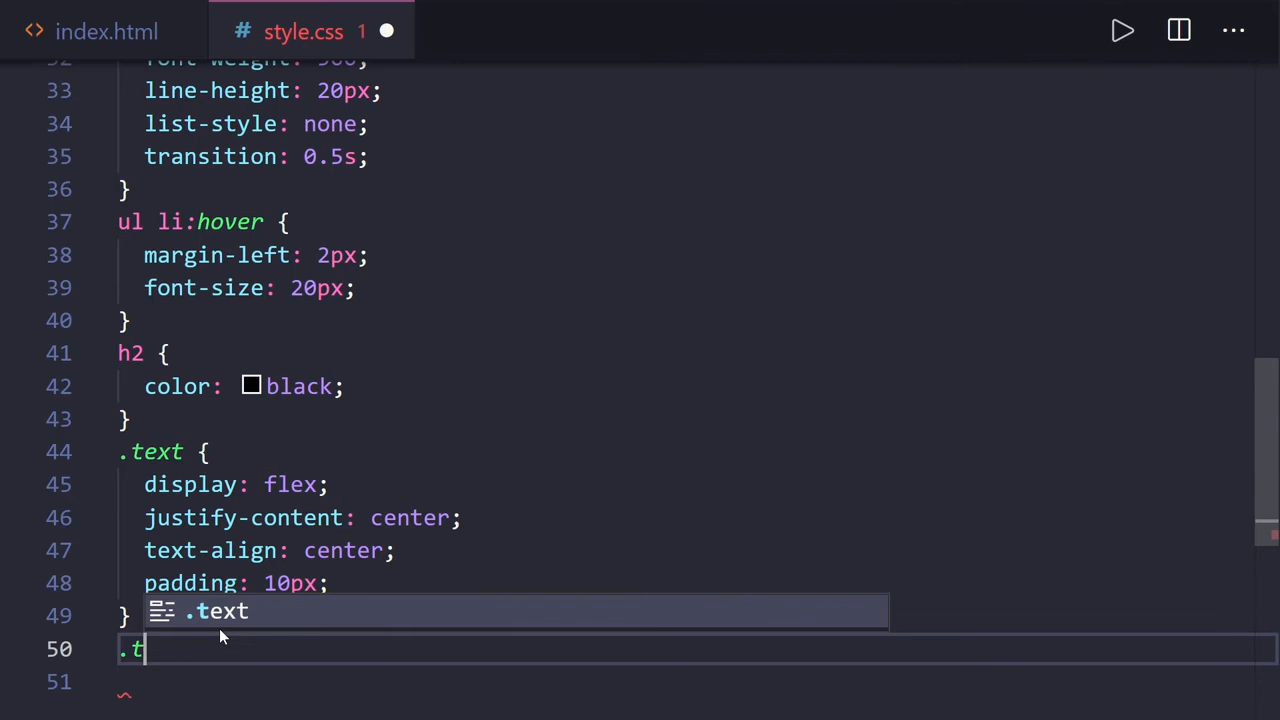 index.html
# style.css 1
33 line-height: 20px;
34 list-style: none;
35 transition: 0.5s;
36 }
37 ul li:hover {
38 margin-left: 2px;
39 font-size: 20px;
40 }
41 h2 {
42 color: black;
43 }
44 .text {
45 display: flex;
46 justify-content: center;
47 text-align: center;
48 padding: 10px;
49 }
.text
50 .t
51